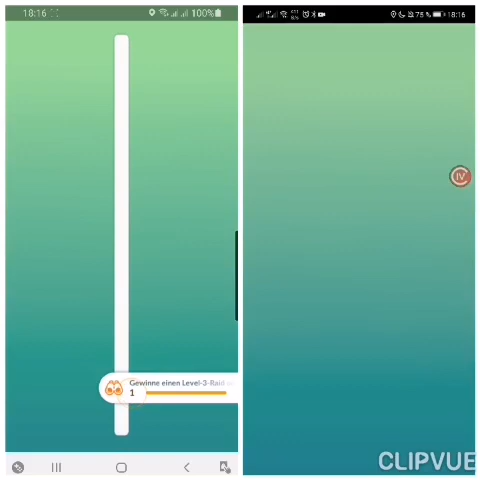 18:16
100%
Gewinne einen Level-3-Raid
1
75 %
18:16
IV
CLIPVUE